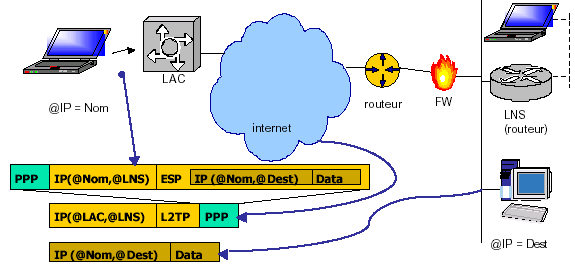 LAC
@IP = Nom
internet
routeur
FW
LNS
(routeur)
PPP IP(@Nom,@LNS) ESP IP (@Nom,@Dest) Data
IP(@LAC,@LNS) L2TP PPP
IP (@Nom,@Dest) Data
@IP = Dest